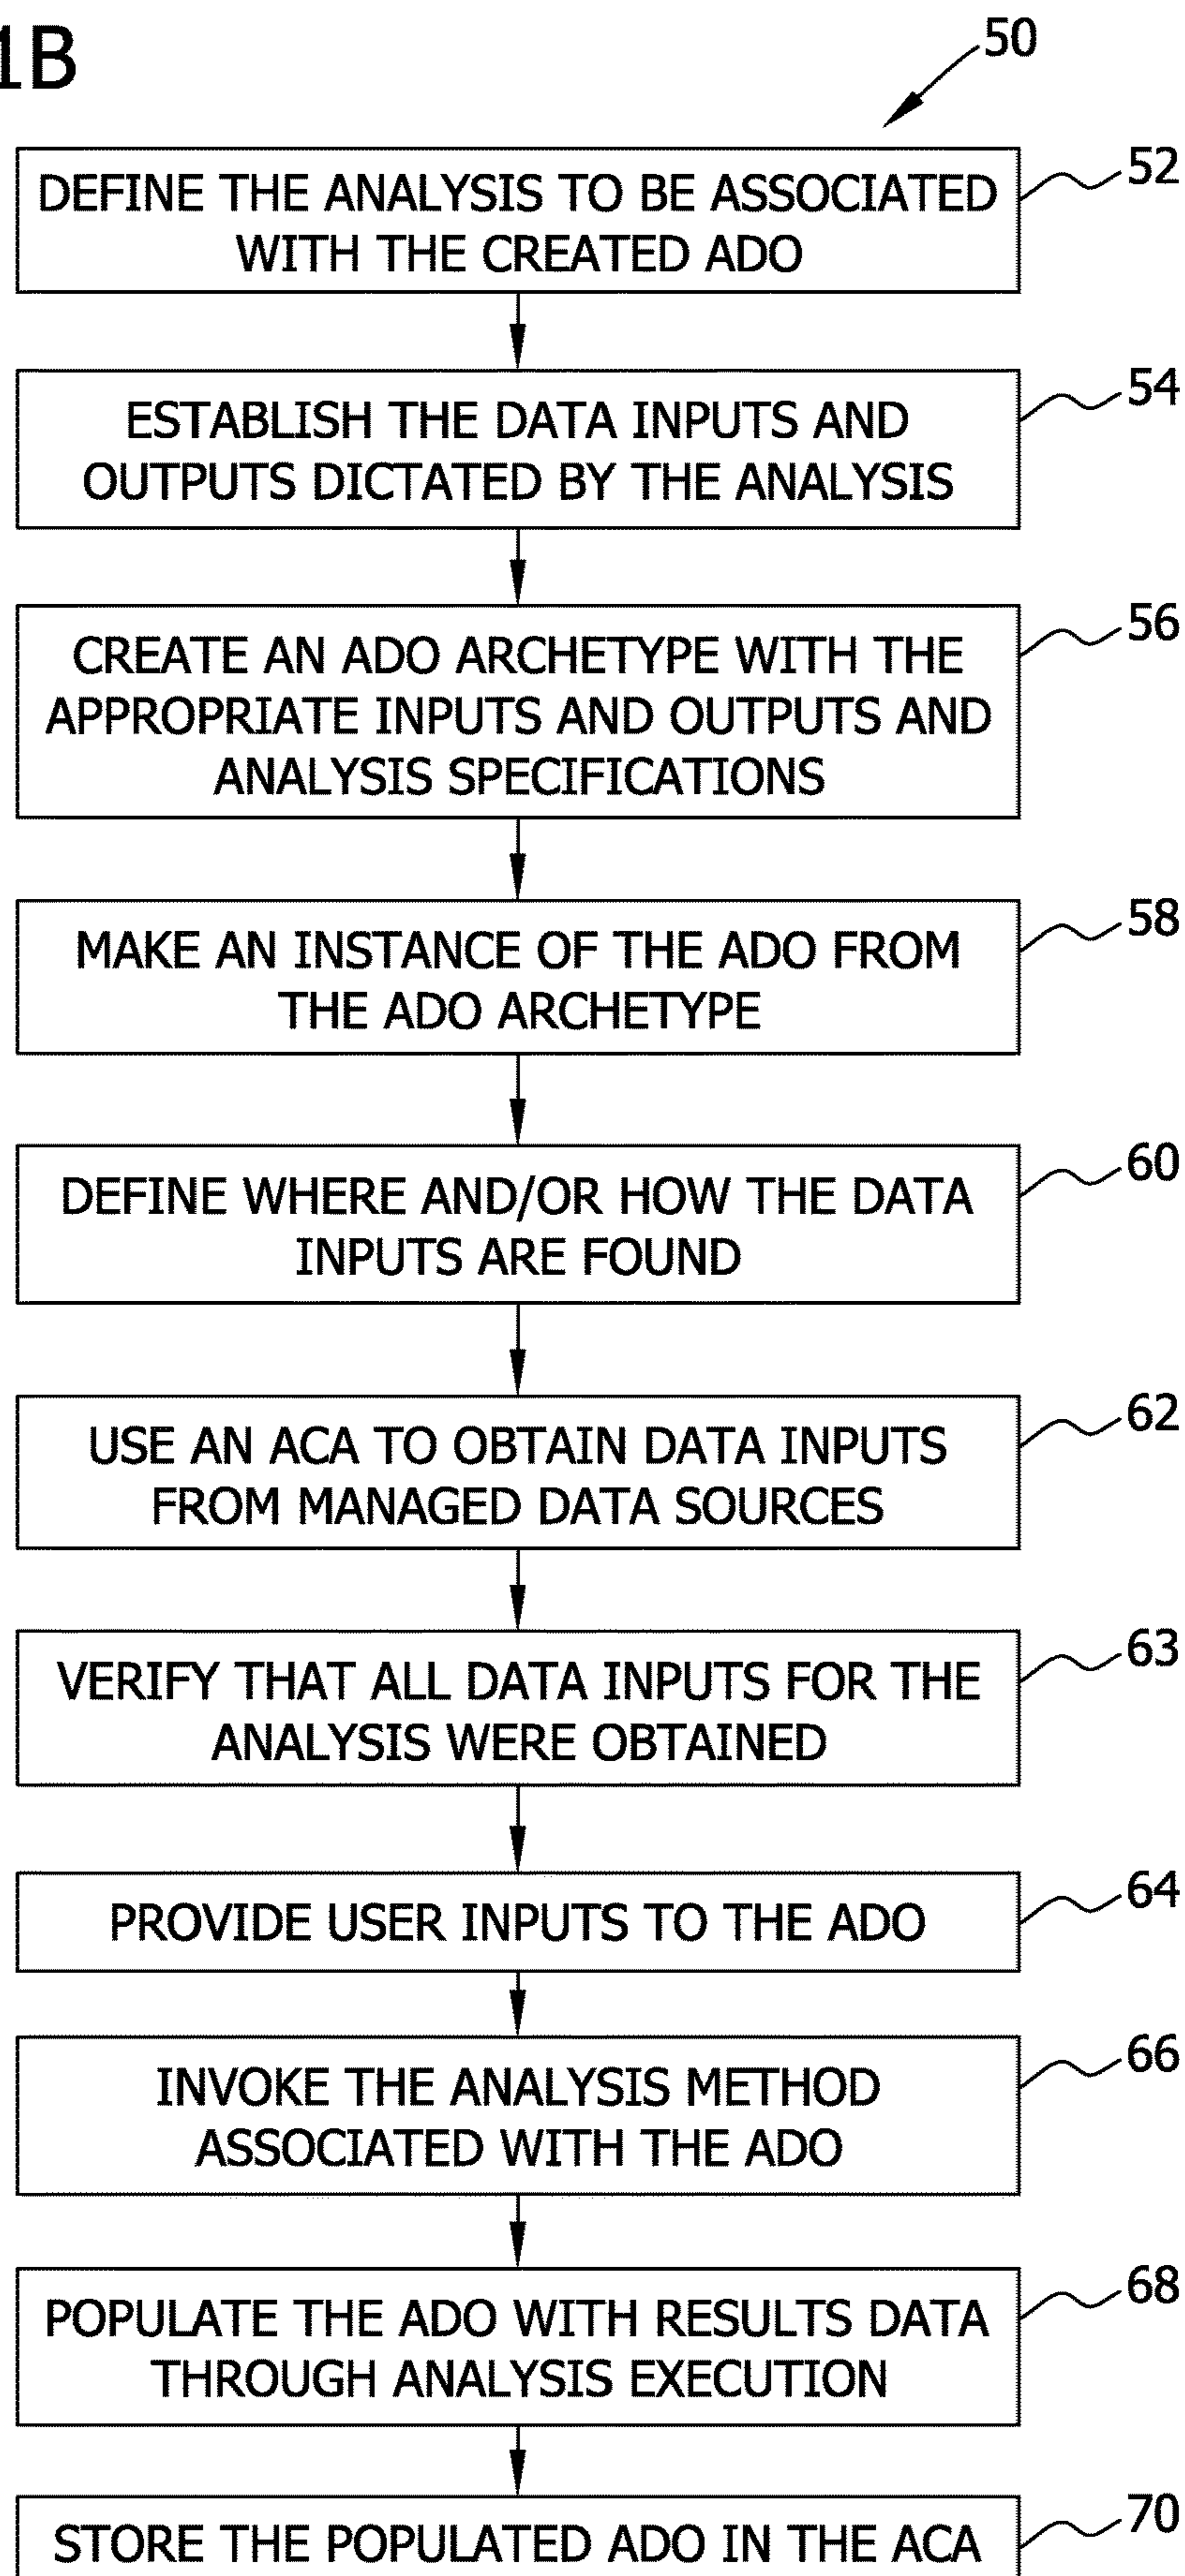 1B
50
DEFINE THE ANALYSIS TO BE ASSOCIATED
WITH THE CREATED ADO
52
ESTABLISH THE DATA INPUTS AND
OUTPUTS DICTATED BY THE ANALYSIS
54
CREATE AN ADO ARCHETYPE WITH THE
APPROPRIATE INPUTS AND OUTPUTS AND
ANALYSIS SPECIFICATIONS
56
MAKE AN INSTANCE OF THE ADO FROM
THE ADO ARCHETYPE
58
DEFINE WHERE AND/OR HOW THE DATA
INPUTS ARE FOUND
60
USE AN ACA TO OBTAIN DATA INPUTS
FROM MANAGED DATA SOURCES
62
VERIFY THAT ALL DATA INPUTS FOR THE
ANALYSIS WERE OBTAINED
63
PROVIDE USER INPUTS TO THE ADO
64
INVOKE THE ANALYSIS METHOD
ASSOCIATED WITH THE ADO
66
POPULATE THE ADO WITH RESULTS DATA
THROUGH ANALYSIS EXECUTION
68
STORE THE POPULATED ADO IN THE ACA
70